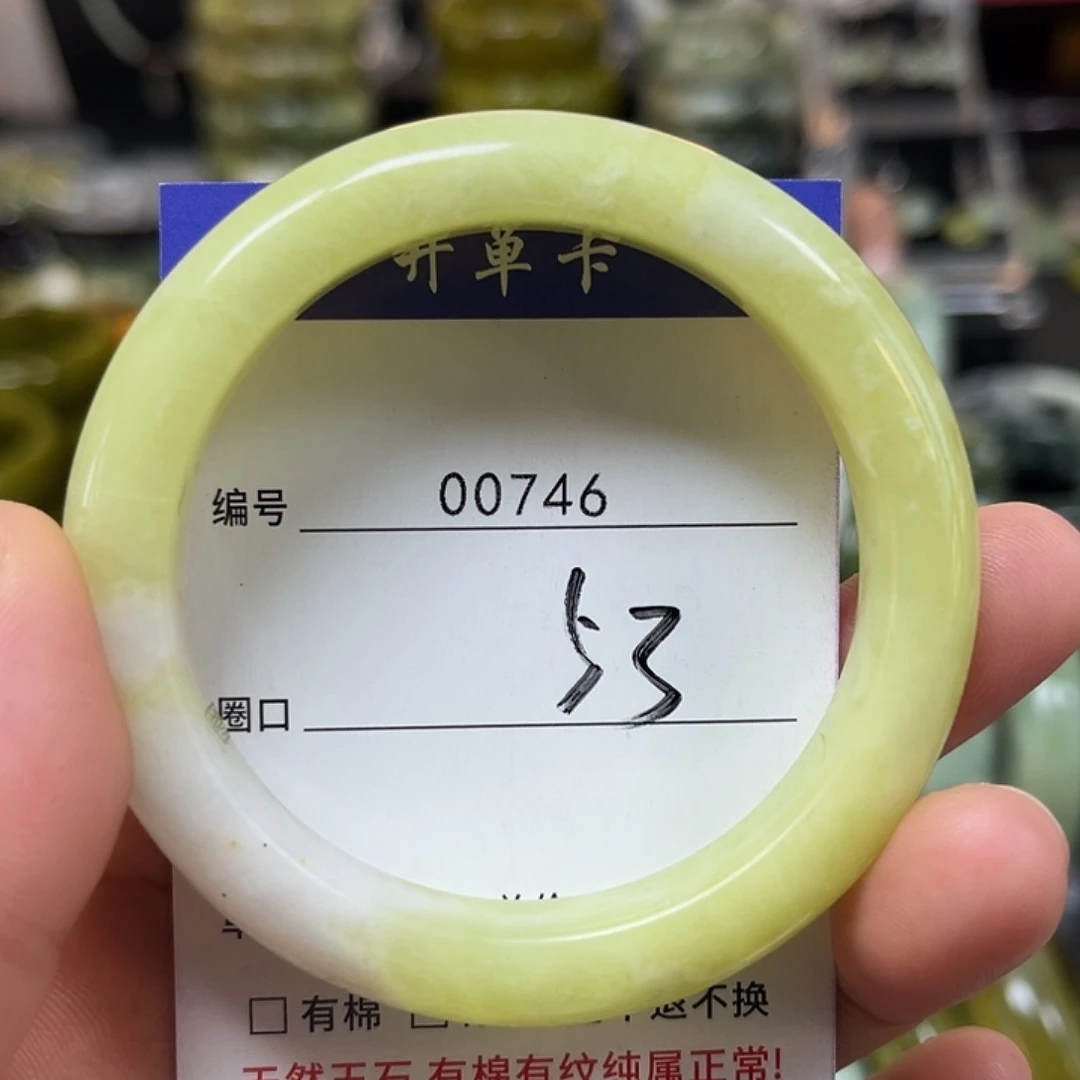 开单卡
编号 00746
圈口 53
□ 有棉 不退不换
天然玉石 有棉有纹纯属正常!